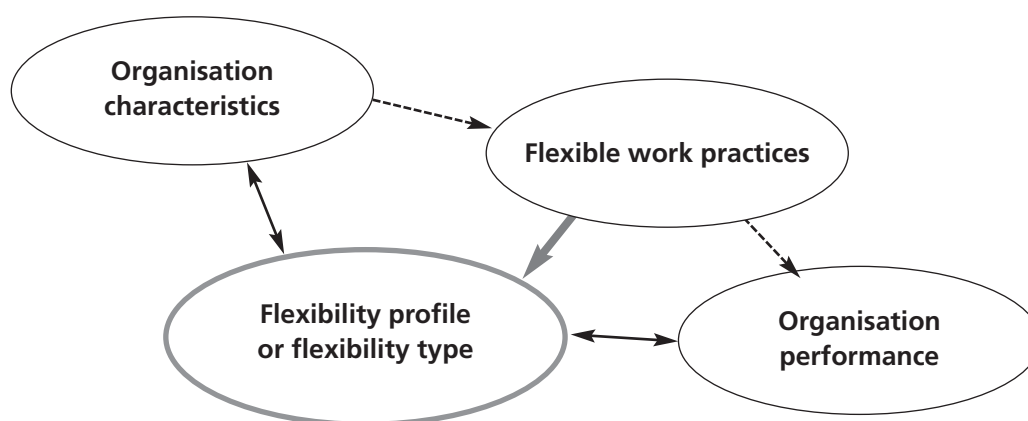 Organisation
characteristics
Flexible work practices
Flexibility profile
or flexibility type
Organisation
performance